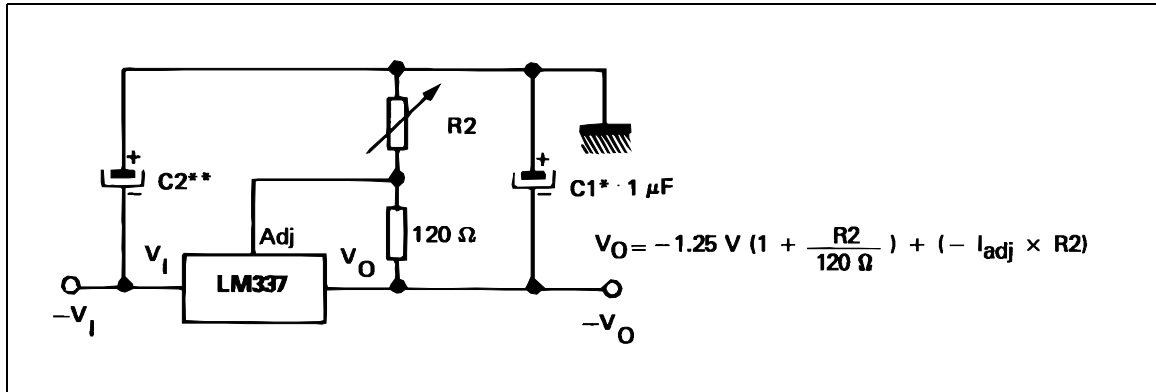 R2
+
C2**
−
+
C1* · 1 μF
−
Adj
120 Ω
V_I
LM337
V_O
V_O = −1.25 V (1 + R2 / 120 Ω ) + (− I_adj × R2)
−V_I
−V_O